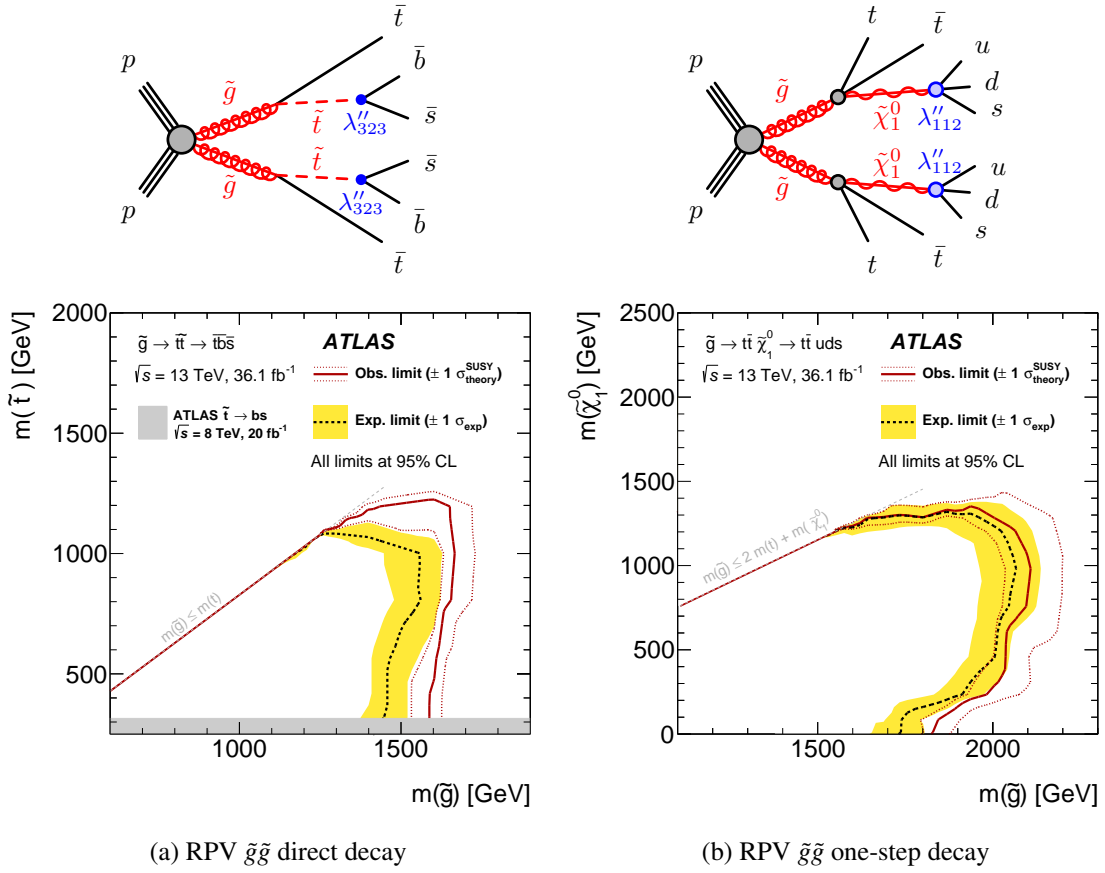 p
p
g̃
g̃
t̃
t̃
λ″₃₂₃
λ″₃₂₃
t̄
b̄
s̄
s̄
b̄
t̄
p
p
g̃
g̃
t
t̄
χ̃⁰₁
χ̃⁰₁
λ″₁₁₂
λ″₁₁₂
u
d
s
u
d
s
t
t̄
m(t̃) [GeV]
2000
1500
1000
500
g̃ → t̄t̃ → t̄b̄s̄
ATLAS
√s = 13 TeV, 36.1 fb⁻¹
Obs. limit (± 1 σ^SUSY_theory)
ATLAS t̃ → bs
√s = 8 TeV, 20 fb⁻¹
Exp. limit (± 1 σ_exp)
All limits at 95% CL
m(g̃) ≤ m(t)
1000
1500
m(g̃) [GeV]
(a) RPV g̃g̃ direct decay
m(χ̃⁰₁) [GeV]
2500
2000
1500
1000
500
0
g̃ → tt̄ χ̃⁰₁ → tt̄ uds
ATLAS
√s = 13 TeV, 36.1 fb⁻¹
Obs. limit (± 1 σ^SUSY_theory)
Exp. limit (± 1 σ_exp)
All limits at 95% CL
m(g̃) ≤ 2 m(t) + m(χ̃⁰₁)
1500
2000
m(g̃) [GeV]
(b) RPV g̃g̃ one-step decay